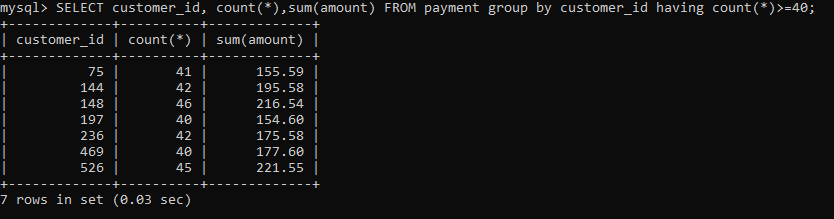 mysql> SELECT customer_id, count(*),sum(amount) FROM payment group by customer_id having count(*)>=40;
+-------------+----------+-------------+
| customer_id | count(*) | sum(amount) |
+-------------+----------+-------------+
|          75 |       41 |      155.59 |
|         144 |       42 |      195.58 |
|         148 |       46 |      216.54 |
|         197 |       40 |      154.60 |
|         236 |       42 |      175.58 |
|         469 |       40 |      177.60 |
|         526 |       45 |      221.55 |
+-------------+----------+-------------+
7 rows in set (0.03 sec)